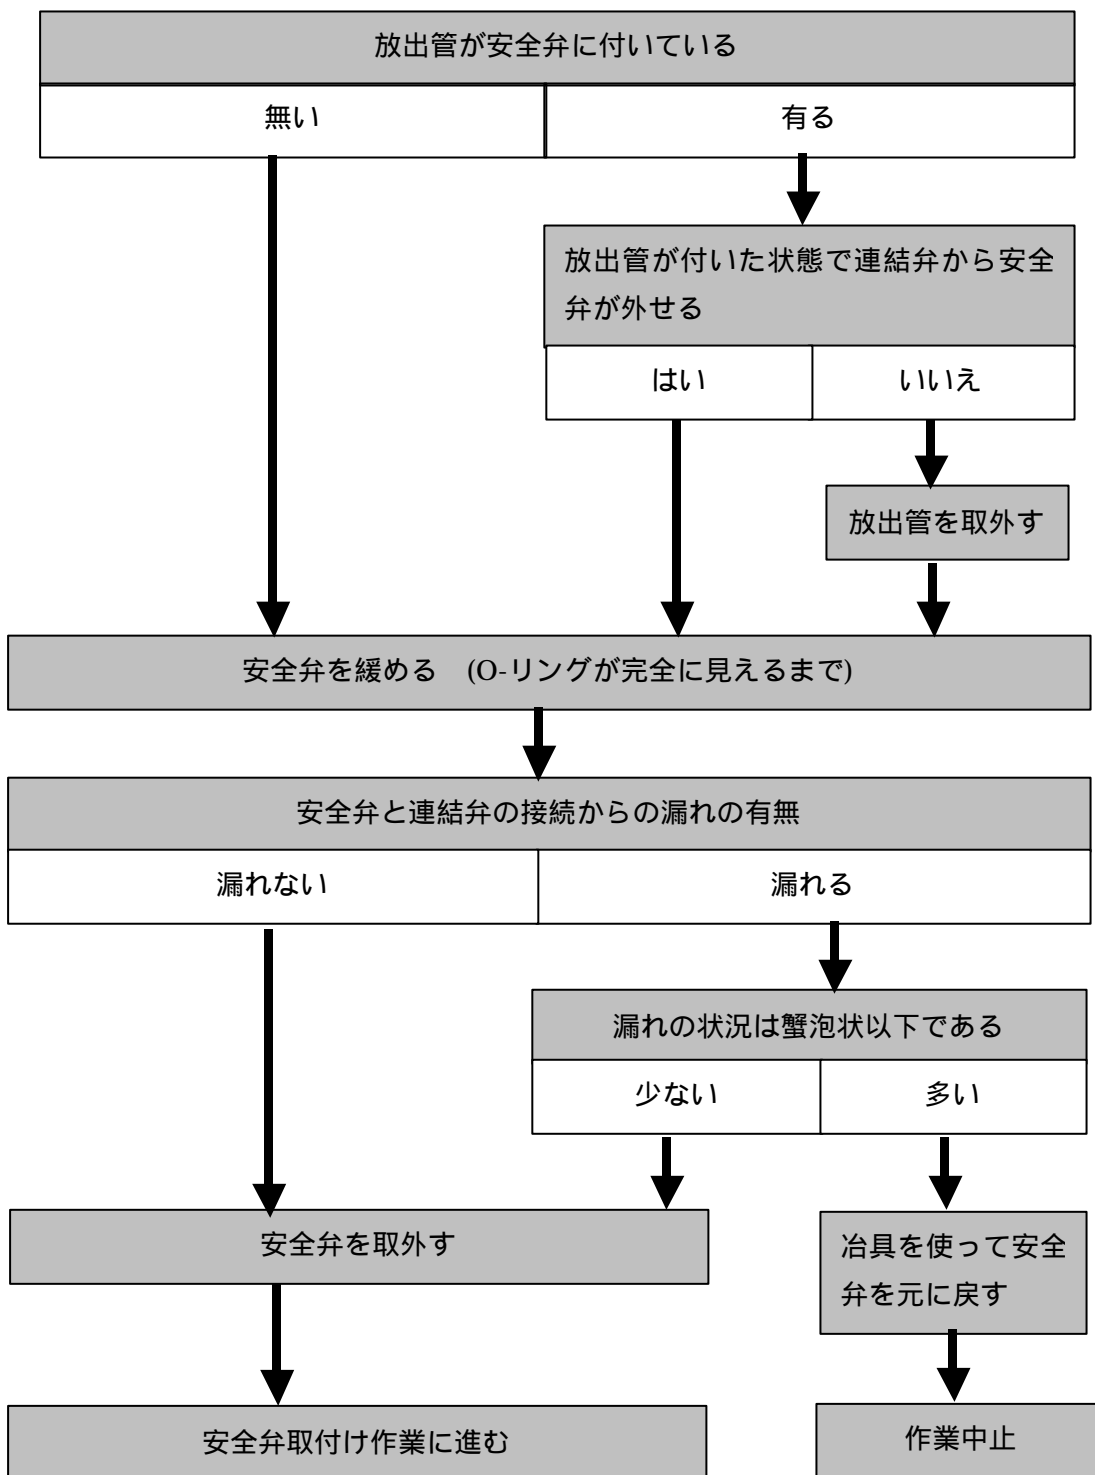 放出管が安全弁に付いている
無い
有る
放出管が付いた状態で連結弁から安全
弁が外せる
はい
いいえ
放出管を取外す
安全弁を緩める　(O-リングが完全に見えるまで)
安全弁と連結弁の接続からの漏れの有無
漏れない
漏れる
漏れの状況は蟹泡状以下である
少ない
多い
安全弁を取外す
冶具を使って安全
弁を元に戻す
安全弁取付け作業に進む
作業中止